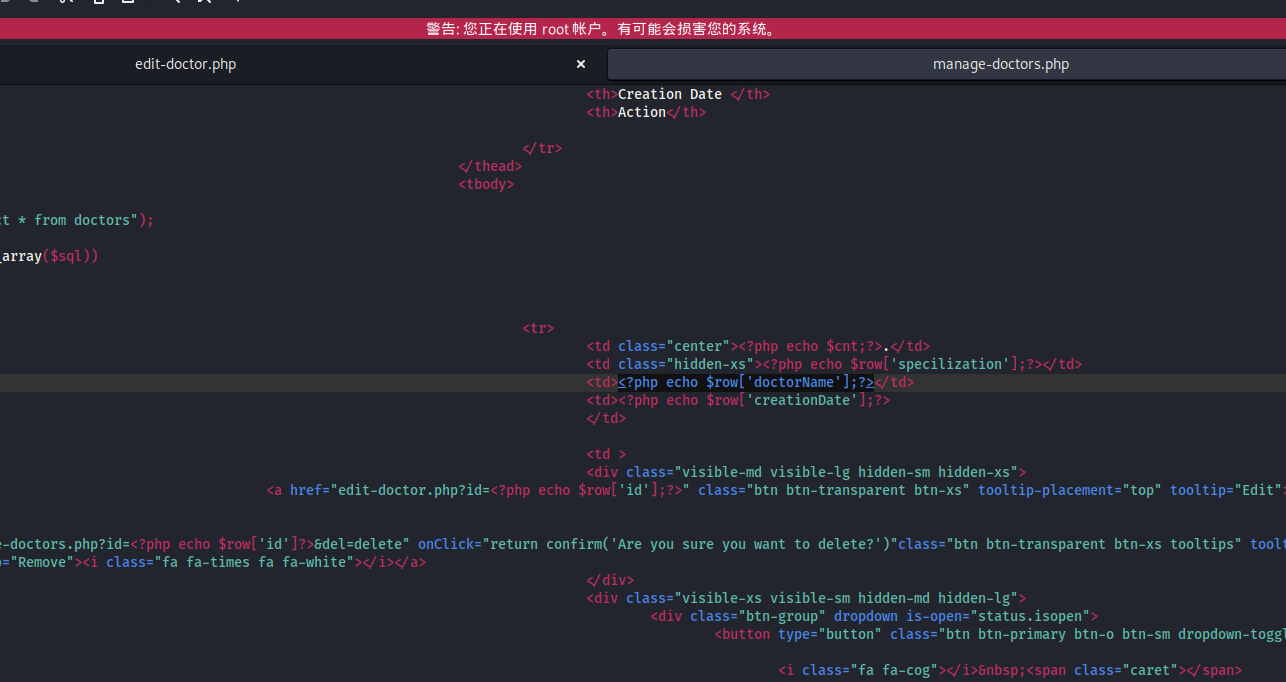 警告: 您正在使用 root 帐户。有可能会损害您的系统。
edit-doctor.php × manage-doctors.php
<th>Creation Date </th>
<th>Action</th>
</tr>
</thead>
<tbody>
t * from doctors");
_array($sql))
<tr>
<td class="center"><?php echo $cnt;?>.</td>
<td class="hidden-xs"><?php echo $row['specilization'];?></td>
<td><?php echo $row['doctorName'];?></td>
<td><?php echo $row['creationDate'];?>
</td>
<td >
<div class="visible-md visible-lg hidden-sm hidden-xs">
<a href="edit-doctor.php?id=<?php echo $row['id'];?>" class="btn btn-transparent btn-xs" tooltip-placement="top" tooltip="Edit">
e-doctors.php?id=<?php echo $row['id']?>&del=delete" onClick="return confirm('Are you sure you want to delete?')"class="btn btn-transparent btn-xs tooltips" toolt
="Remove"><i class="fa fa-times fa fa-white"></i></a>
</div>
<div class="visible-xs visible-sm hidden-md hidden-lg">
<div class="btn-group" dropdown is-open="status.isopen">
<button type="button" class="btn btn-primary btn-o btn-sm dropdown-toggl
<i class="fa fa-cog"></i>&nbsp;<span class="caret"></span>